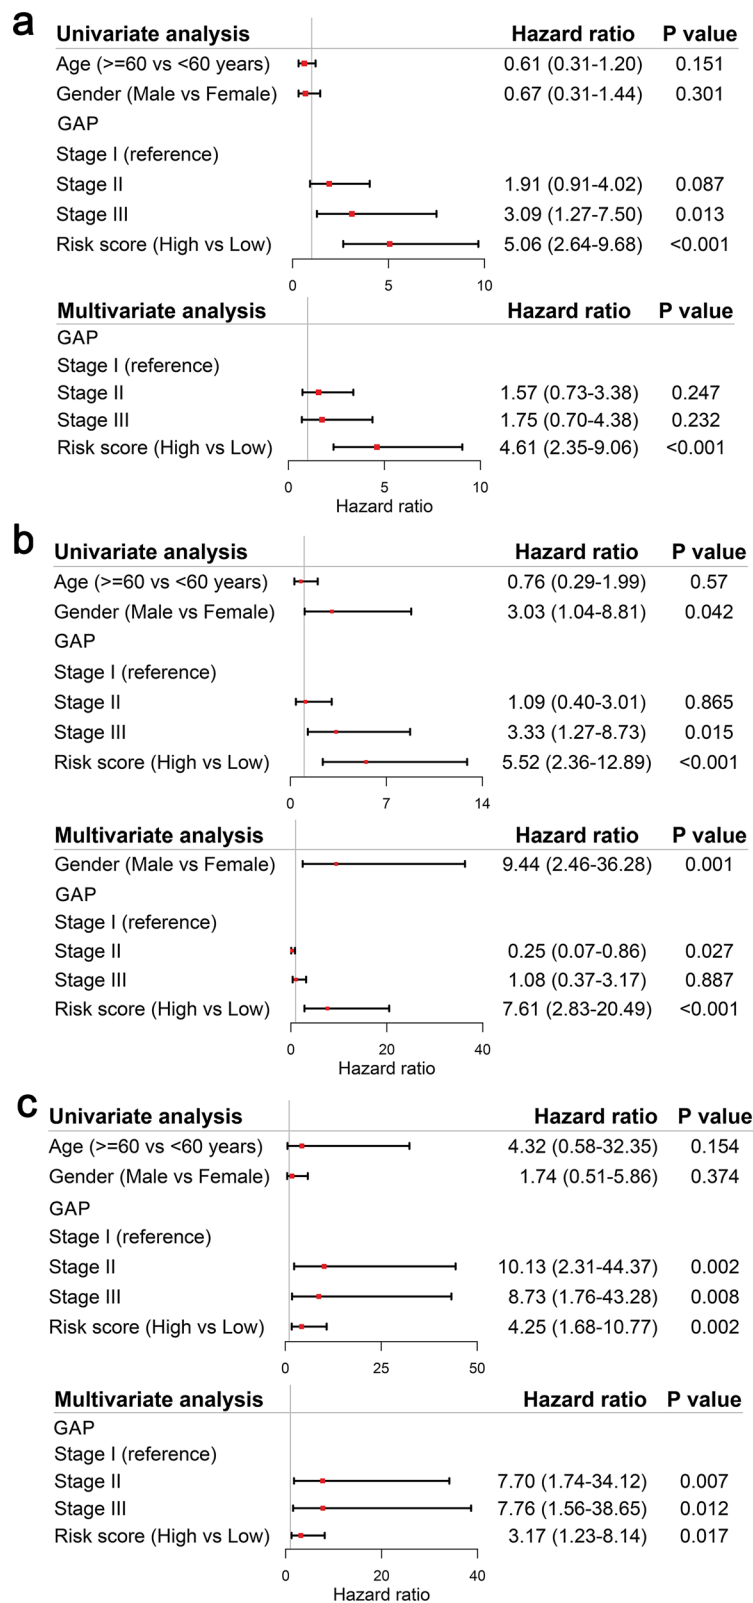 a
Univariate analysis Hazard ratio P value
Age (>=60 vs <60 years) 0.61 (0.31-1.20) 0.151
Gender (Male vs Female) 0.67 (0.31-1.44) 0.301
GAP
Stage I (reference)
Stage II 1.91 (0.91-4.02) 0.087
Stage III 3.09 (1.27-7.50) 0.013
Risk score (High vs Low) 5.06 (2.64-9.68) <0.001
0 5 10
Multivariate analysis Hazard ratio P value
GAP
Stage I (reference)
Stage II 1.57 (0.73-3.38) 0.247
Stage III 1.75 (0.70-4.38) 0.232
Risk score (High vs Low) 4.61 (2.35-9.06) <0.001
0 5 10
Hazard ratio
b
Univariate analysis Hazard ratio P value
Age (>=60 vs <60 years) 0.76 (0.29-1.99) 0.57
Gender (Male vs Female) 3.03 (1.04-8.81) 0.042
GAP
Stage I (reference)
Stage II 1.09 (0.40-3.01) 0.865
Stage III 3.33 (1.27-8.73) 0.015
Risk score (High vs Low) 5.52 (2.36-12.89) <0.001
0 7 14
Multivariate analysis Hazard ratio P value
Gender (Male vs Female) 9.44 (2.46-36.28) 0.001
GAP
Stage I (reference)
Stage II 0.25 (0.07-0.86) 0.027
Stage III 1.08 (0.37-3.17) 0.887
Risk score (High vs Low) 7.61 (2.83-20.49) <0.001
0 20 40
Hazard ratio
c
Univariate analysis Hazard ratio P value
Age (>=60 vs <60 years) 4.32 (0.58-32.35) 0.154
Gender (Male vs Female) 1.74 (0.51-5.86) 0.374
GAP
Stage I (reference)
Stage II 10.13 (2.31-44.37) 0.002
Stage III 8.73 (1.76-43.28) 0.008
Risk score (High vs Low) 4.25 (1.68-10.77) 0.002
0 25 50
Multivariate analysis Hazard ratio P value
GAP
Stage I (reference)
Stage II 7.70 (1.74-34.12) 0.007
Stage III 7.76 (1.56-38.65) 0.012
Risk score (High vs Low) 3.17 (1.23-8.14) 0.017
0 20 40
Hazard ratio